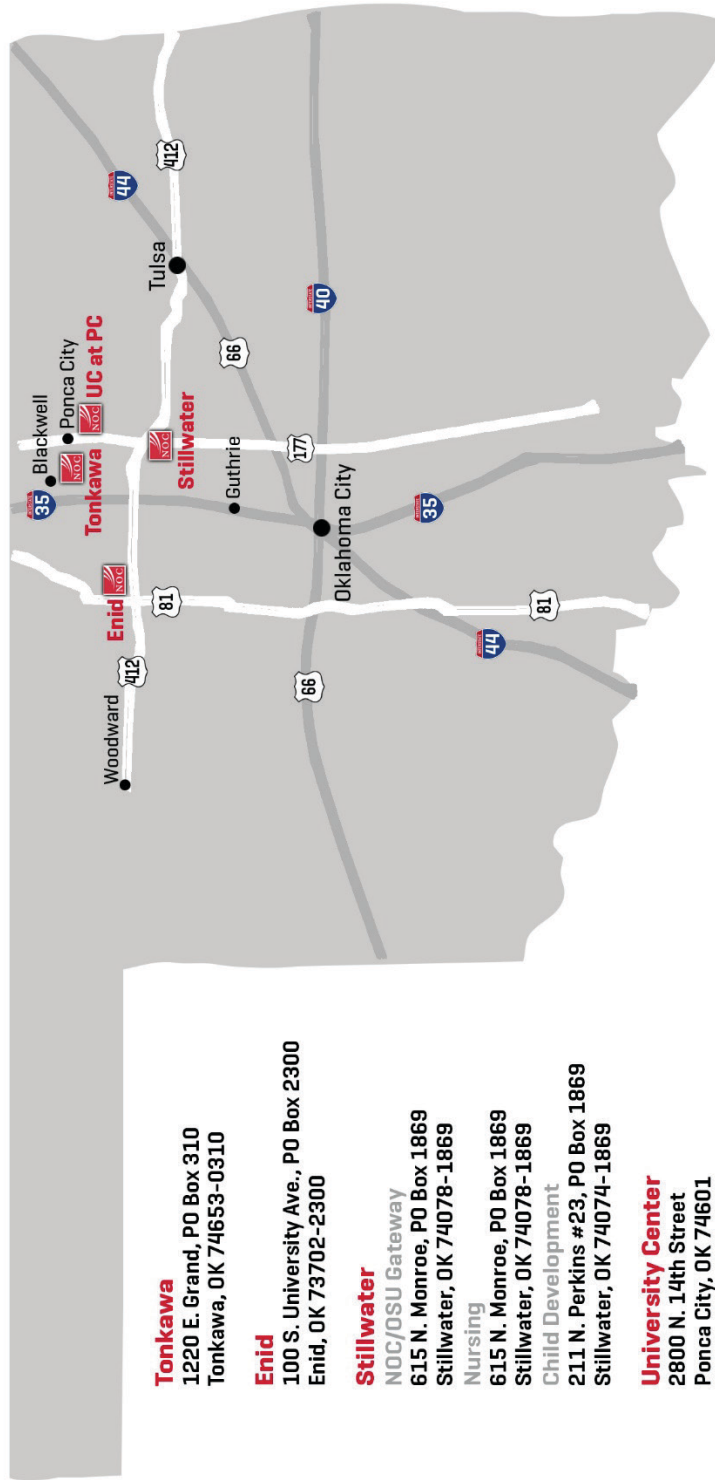 Tonkawa
1220 E. Grand, PO Box 310
Tonkawa, OK 74653-0310
Enid
100 S. University Ave., PO Box 2300
Enid, OK 73702-2300
Stillwater
NOC/OSU Gateway
615 N. Monroe, PO Box 1869
Stillwater, OK 74078-1869
Nursing
615 N. Monroe, PO Box 1869
Stillwater, OK 74078-1869
Child Development
211 N. Perkins #23, PO Box 1869
Stillwater, OK 74074-1869
University Center
2800 N. 14th Street
Ponca City, OK 74601
35
Blackwell
Ponca City
NOC
UC at PC
NOC
Tonkawa
44
Enid
NOC
Woodward
412
81
NOC
Stillwater
412
Tulsa
Guthrie
66
177
66
Oklahoma City
40
35
44
81